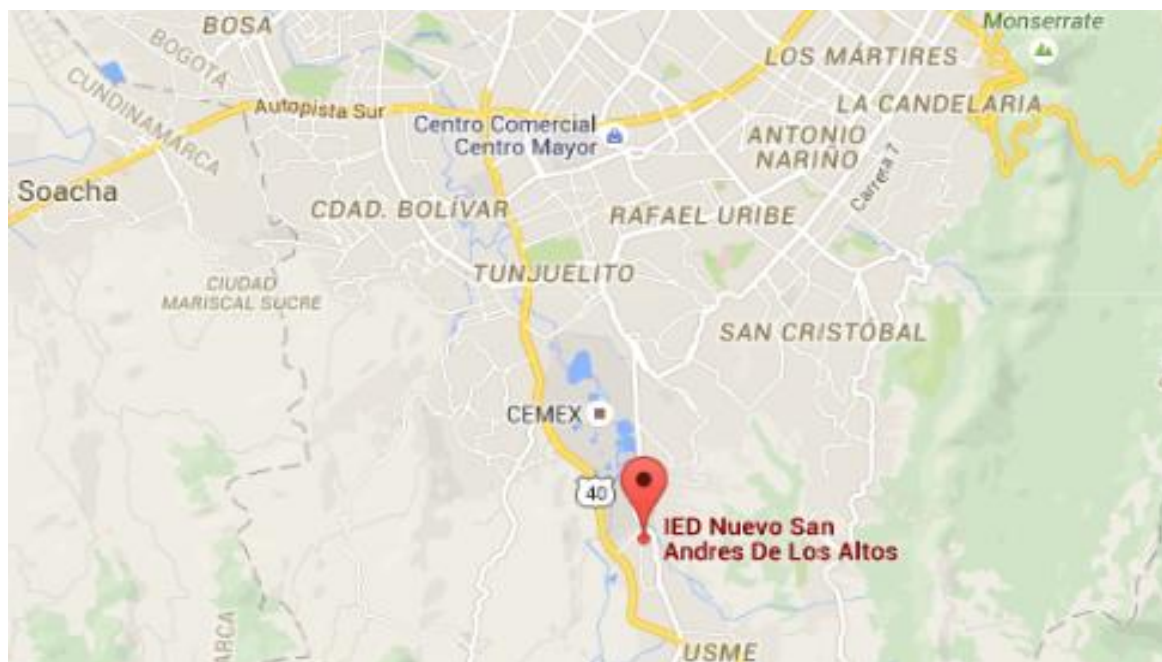 BOSA
Monserrate
BOGOTA
LOS MÁRTIRES
CUNDINAMARCA
Autopista Sur
LA CANDELARIA
Centro Comercial
Centro Mayor
ANTONIO
NARIÑO
Carrera 7
Soacha
CDAD. BOLÍVAR
RAFAEL URIBE
TUNJUELITO
CIUDAD
MARISCAL SUCRE
SAN CRISTÓBAL
CEMEX
40
IED Nuevo San
Andres De Los Altos
ARCA
USME